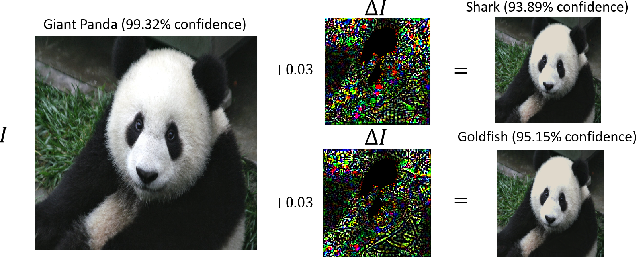 Giant Panda (99.32% confidence)
ΔI
Shark (93.89% confidence)
I
+0.03
=
ΔI
Goldfish (95.15% confidence)
+0.03
=